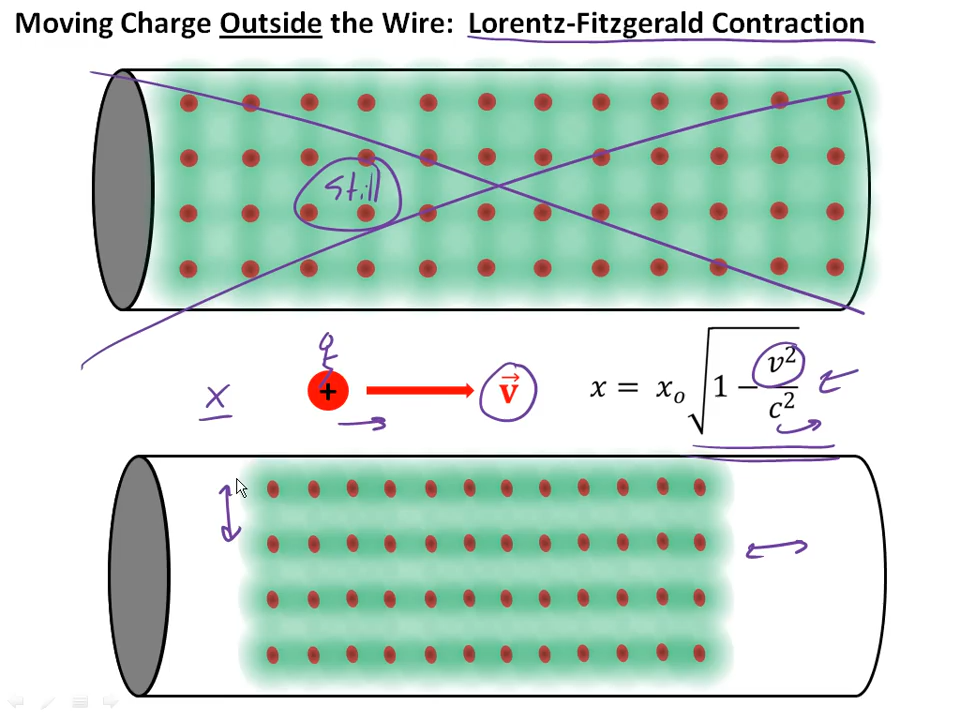 Moving Charge Outside the Wire: Lorentz-Fitzgerald Contraction
still
q
x
+
v⃗
x = xₒ √(1 − v²/c²)